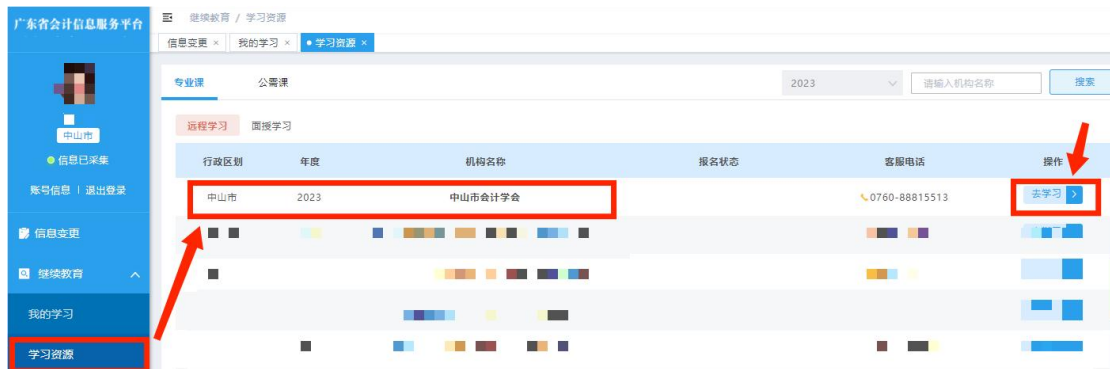 广东省会计信息服务平台
中山市
信息已采集
账号信息 | 退出登录
信息变更
继续教育
我的学习
学习资源
继续教育 / 学习资源
信息变更 × 我的学习 × 学习资源 ×
专业课 公需课 2023 请输入机构名称 搜索
远程学习 面授学习
行政区划 年度 机构名称 报名状态 客服电话 操作
中山市 2023 中山市会计学会 0760-88815513 去学习 >